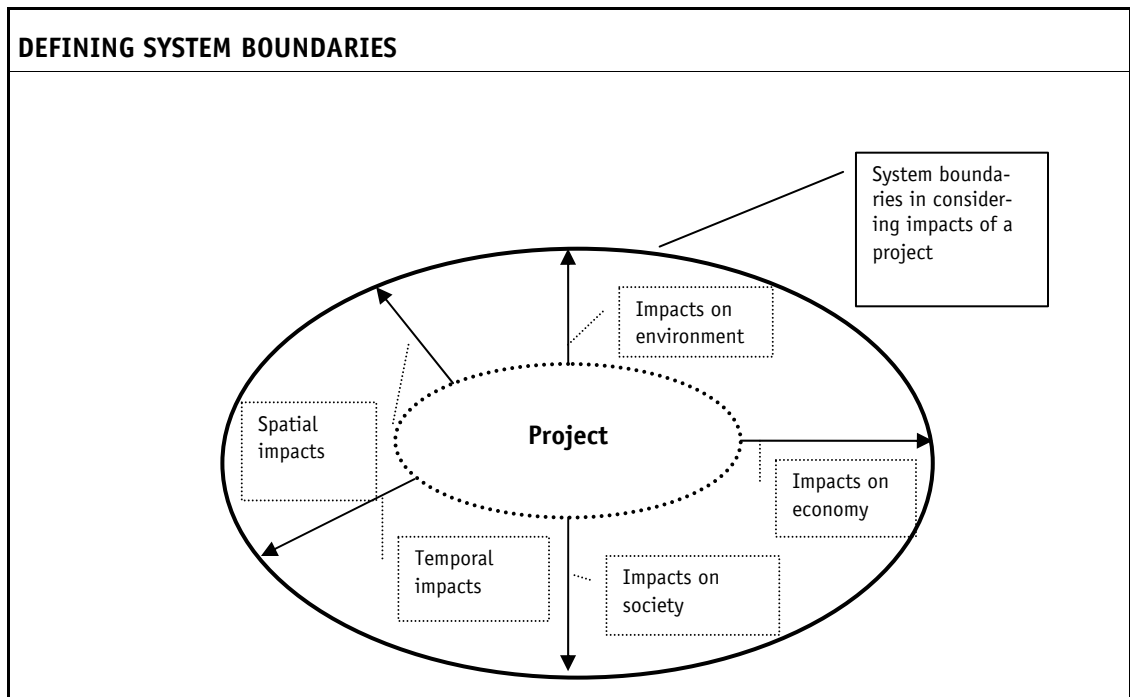 DEFINING SYSTEM BOUNDARIES
System bounda-
ries in consider-
ing impacts of a
project
Impacts on
environment
Spatial
impacts
Project
Impacts on
economy
Temporal
impacts
Impacts on
society